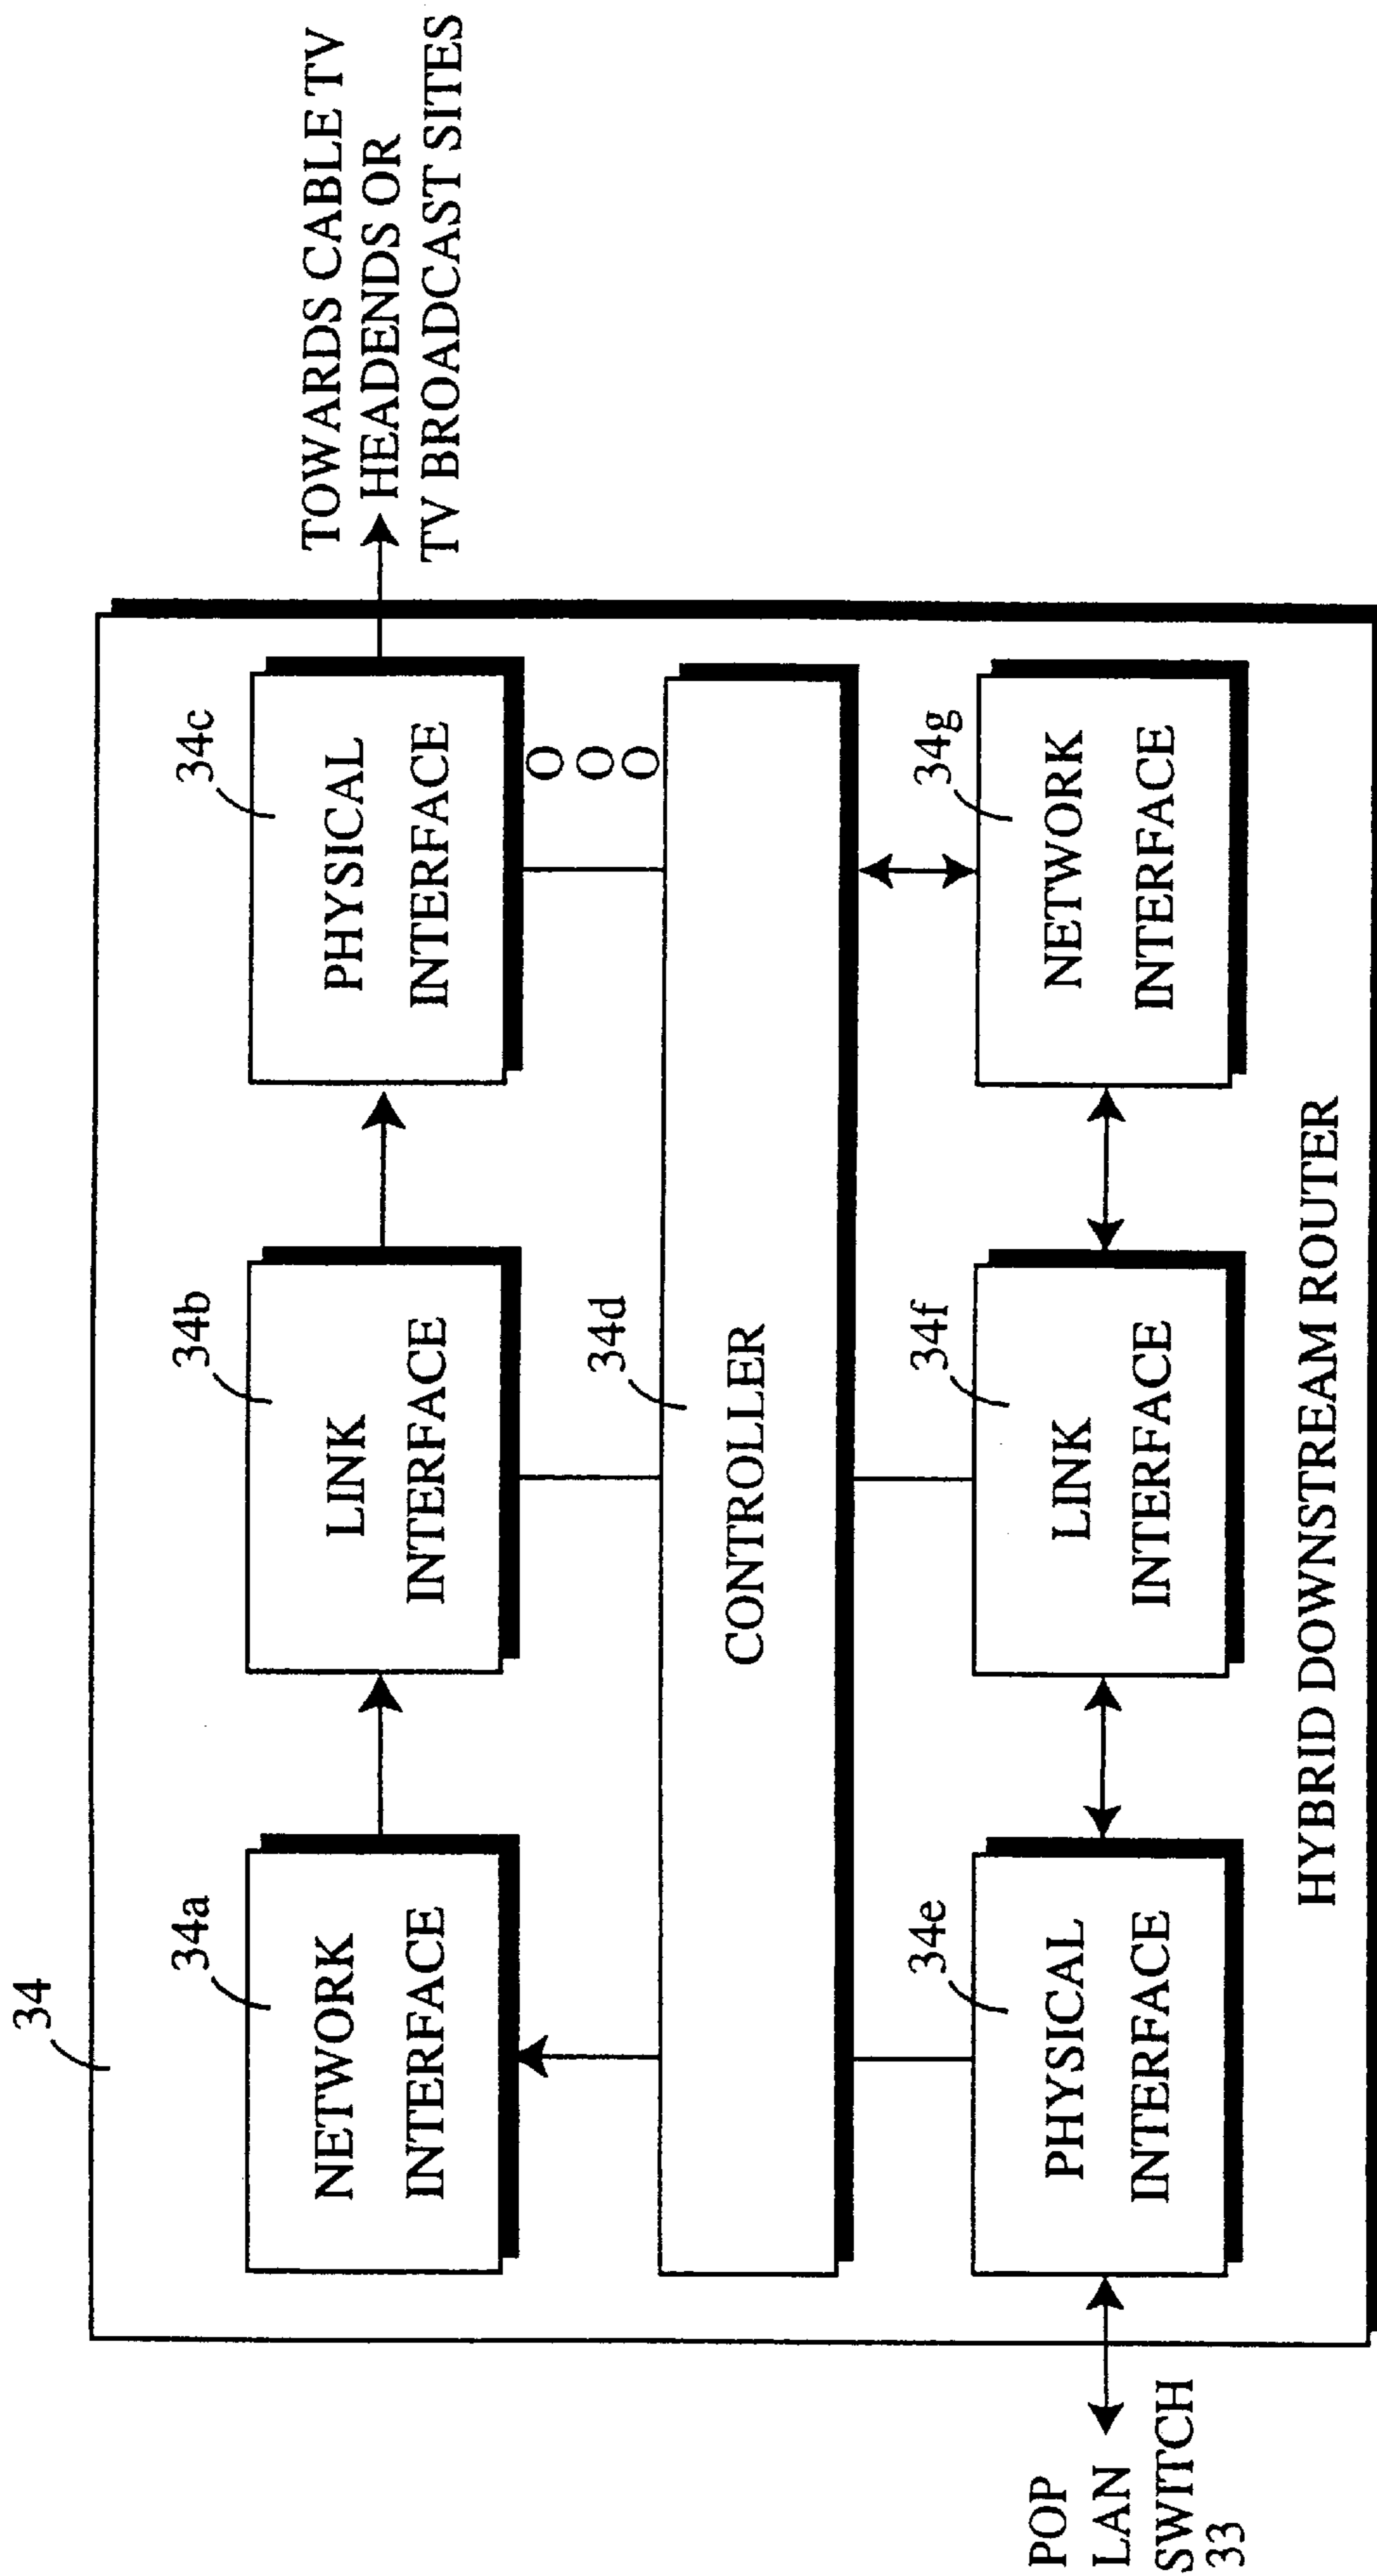 34
34a
NETWORK
INTERFACE
34b
LINK
INTERFACE
34c
PHYSICAL
INTERFACE
TOWARDS CABLE TV
HEADENDS OR
TV BROADCAST SITES
O O O
34d
CONTROLLER
34e
PHYSICAL
INTERFACE
34f
LINK
INTERFACE
34g
NETWORK
INTERFACE
POP
LAN
SWITCH
33
HYBRID DOWNSTREAM ROUTER